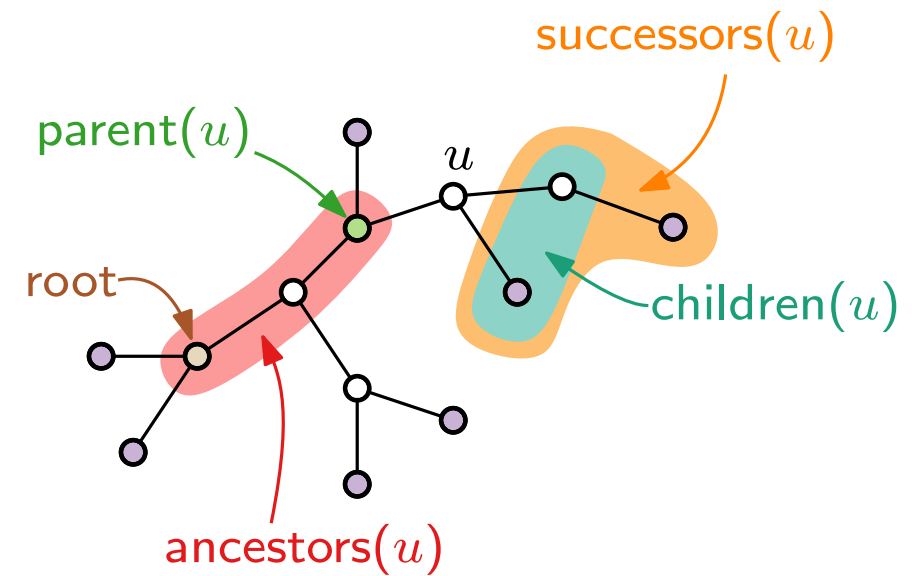 successors(u)
parent(u)
u
root
children(u)
ancestors(u)